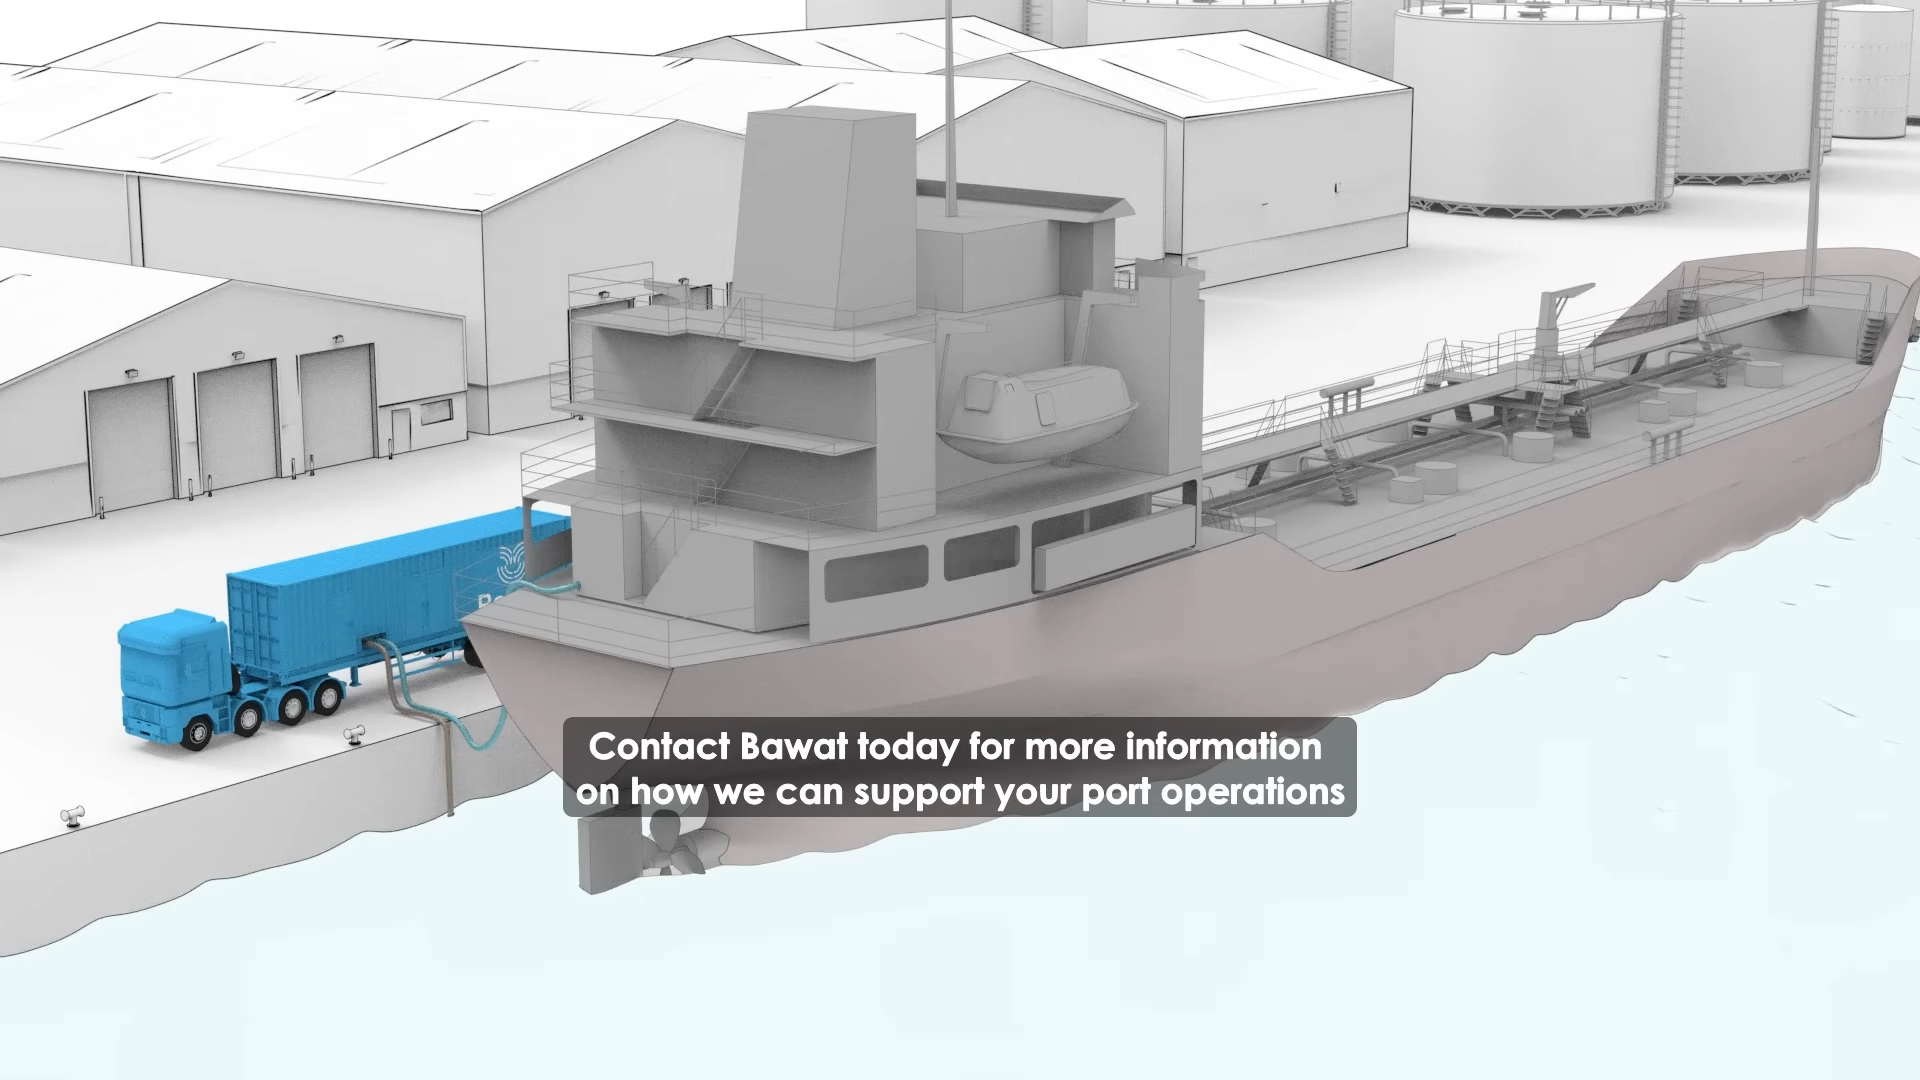 Contact Bawat today for more information
on how we can support your port operations